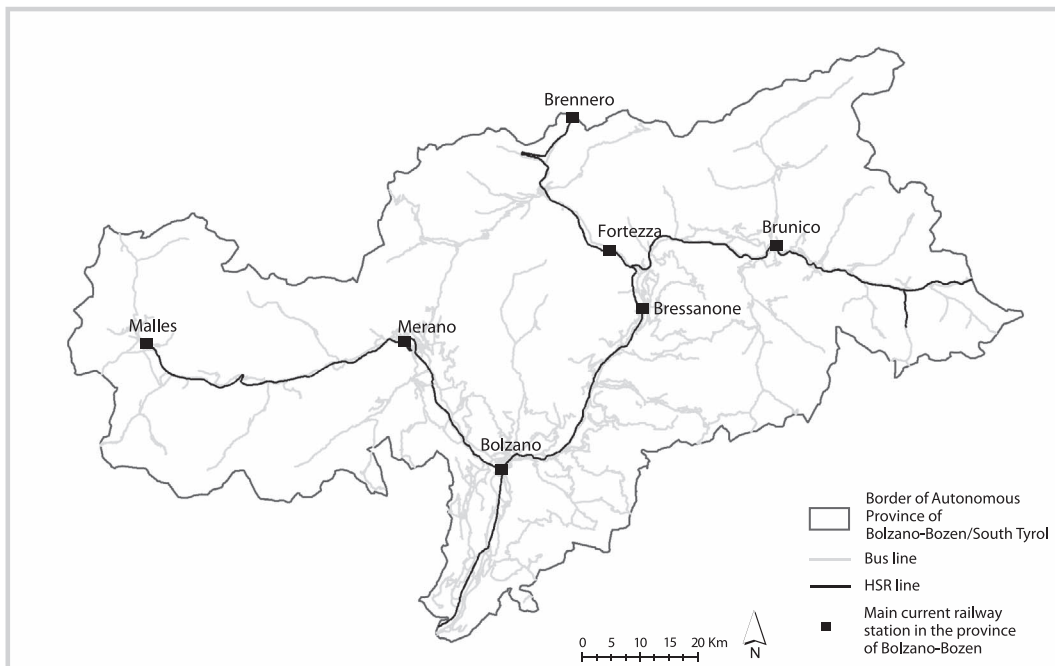 Brennero
Fortezza
Brunico
Bressanone
Malles
Merano
Bolzano
Border of Autonomous
Province of
Bolzano-Bozen/South Tyrol
Bus line
HSR line
Main current railway
station in the province
of Bolzano-Bozen
0 5 10 15 20 Km
N